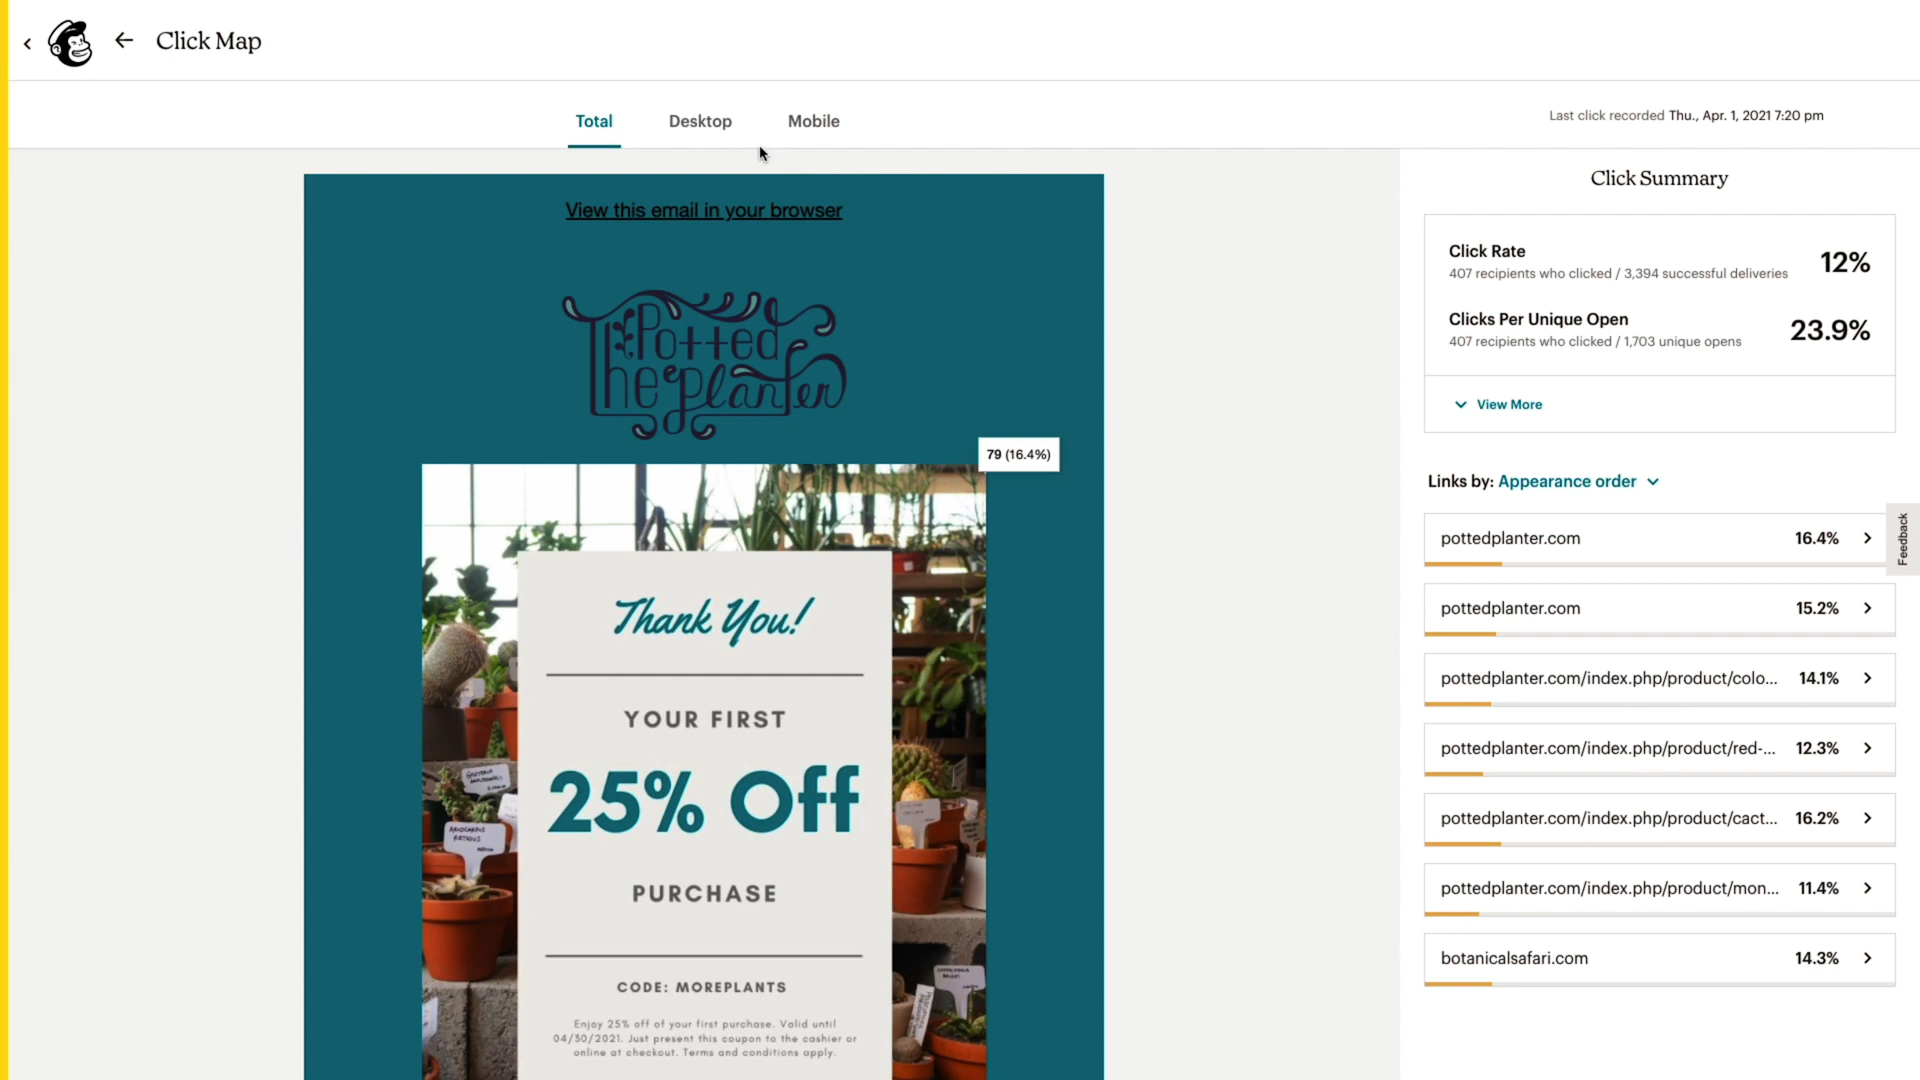 Click Map
Total
Desktop
Mobile
Last click recorded Thu., Apr. 1, 2021 7:20 pm
View this email in your browser
The Potted Planter
79 (16.4%)
Thank You!
YOUR FIRST
25% Off
PURCHASE
CODE: MOREPLANTS
Enjoy 25% off of your first purchase. Valid until
04/30/2021. Just present this coupon to the cashier or
online at checkout. Terms and conditions apply.
Click Summary
Click Rate
12%
407 recipients who clicked / 3,394 successful deliveries
Clicks Per Unique Open
23.9%
407 recipients who clicked / 1,703 unique opens
View More
Links by: Appearance order
pottedplanter.com 16.4%
pottedplanter.com 15.2%
pottedplanter.com/index.php/product/colo... 14.1%
pottedplanter.com/index.php/product/red-... 12.3%
pottedplanter.com/index.php/product/cact... 16.2%
pottedplanter.com/index.php/product/mon... 11.4%
botanicalsafari.com 14.3%
Feedback